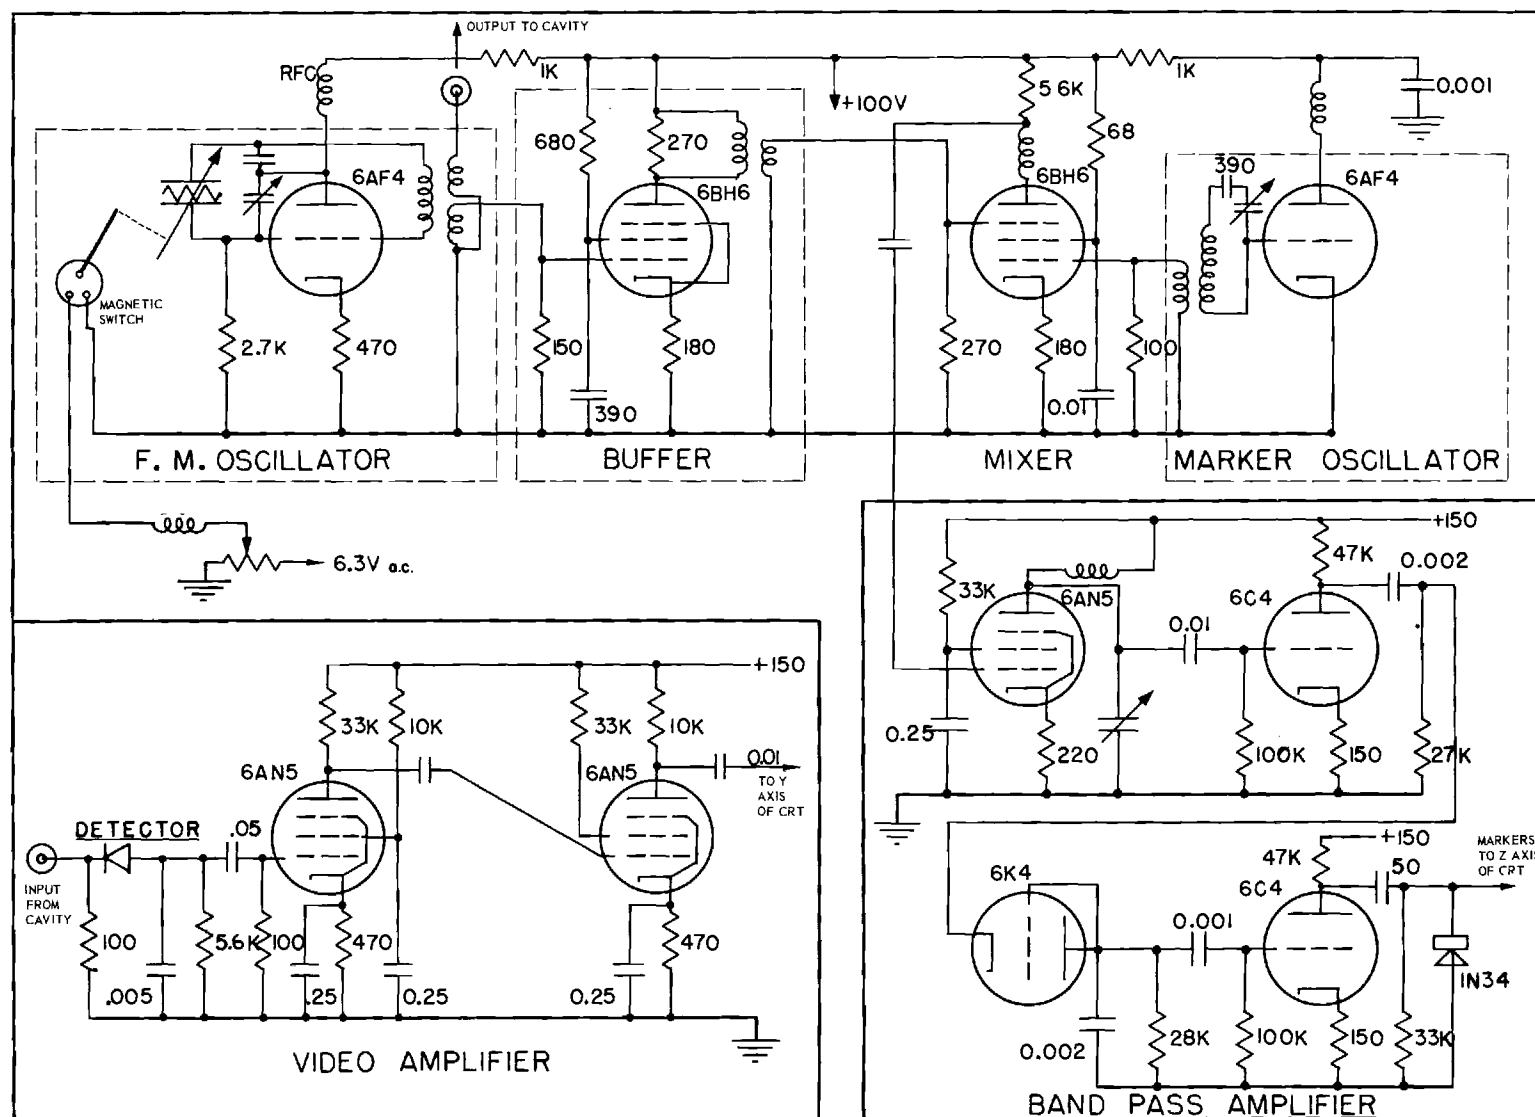 OUTPUT TO CAVITY
RFC
1K
+100V
5 6K
1K
0.001
680
270
68
390
6AF4
6BH6
6BH6
6AF4
MAGNETIC
SWITCH
2.7K
470
150
180
270
180
100
390
0.01
F. M. OSCILLATOR
BUFFER
MIXER
MARKER OSCILLATOR
6.3V a.c.
+150
47K
0.002
33K
6AN5
6C4
0.01
0.25
220
100K
150
27K
+150
33K
10K
33K
10K
6AN5
6AN5
0.01
TO Y
AXIS
OF CRT
DETECTOR
.05
INPUT
FROM
CAVITY
100
5.6K
100
470
470
.005
.25
0.25
0.25
VIDEO AMPLIFIER
+150
47K
50
MARKERS
TO Z AXIS
OF CRT
6K4
6C4
0.001
1N34
0.002
28K
100K
150
33K
BAND PASS AMPLIFIER